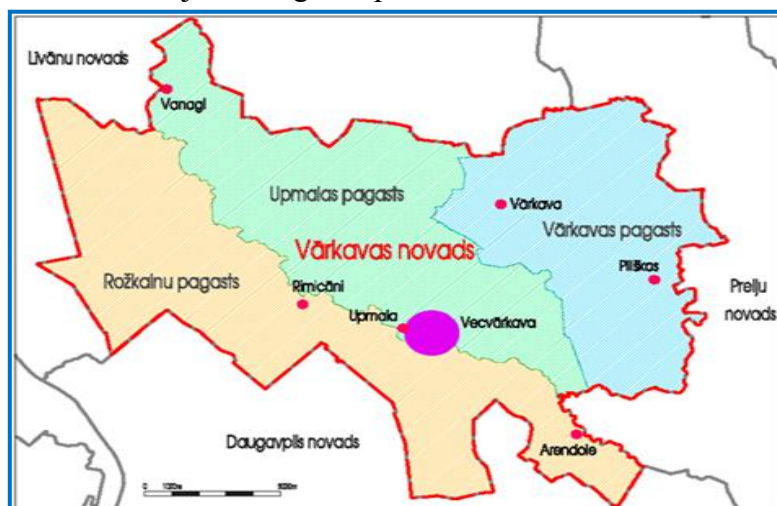 Līvānu novads
Vanagi
Upmalas pagasts
Vārkava
Vārkavas pagasts
Vārkavas novads
Rožkalnu pagasts
Rimicāni
Pilišķas
Preiļu
novads
Upmala
Vecvārkava
Daugavpils novads
Arendole
0